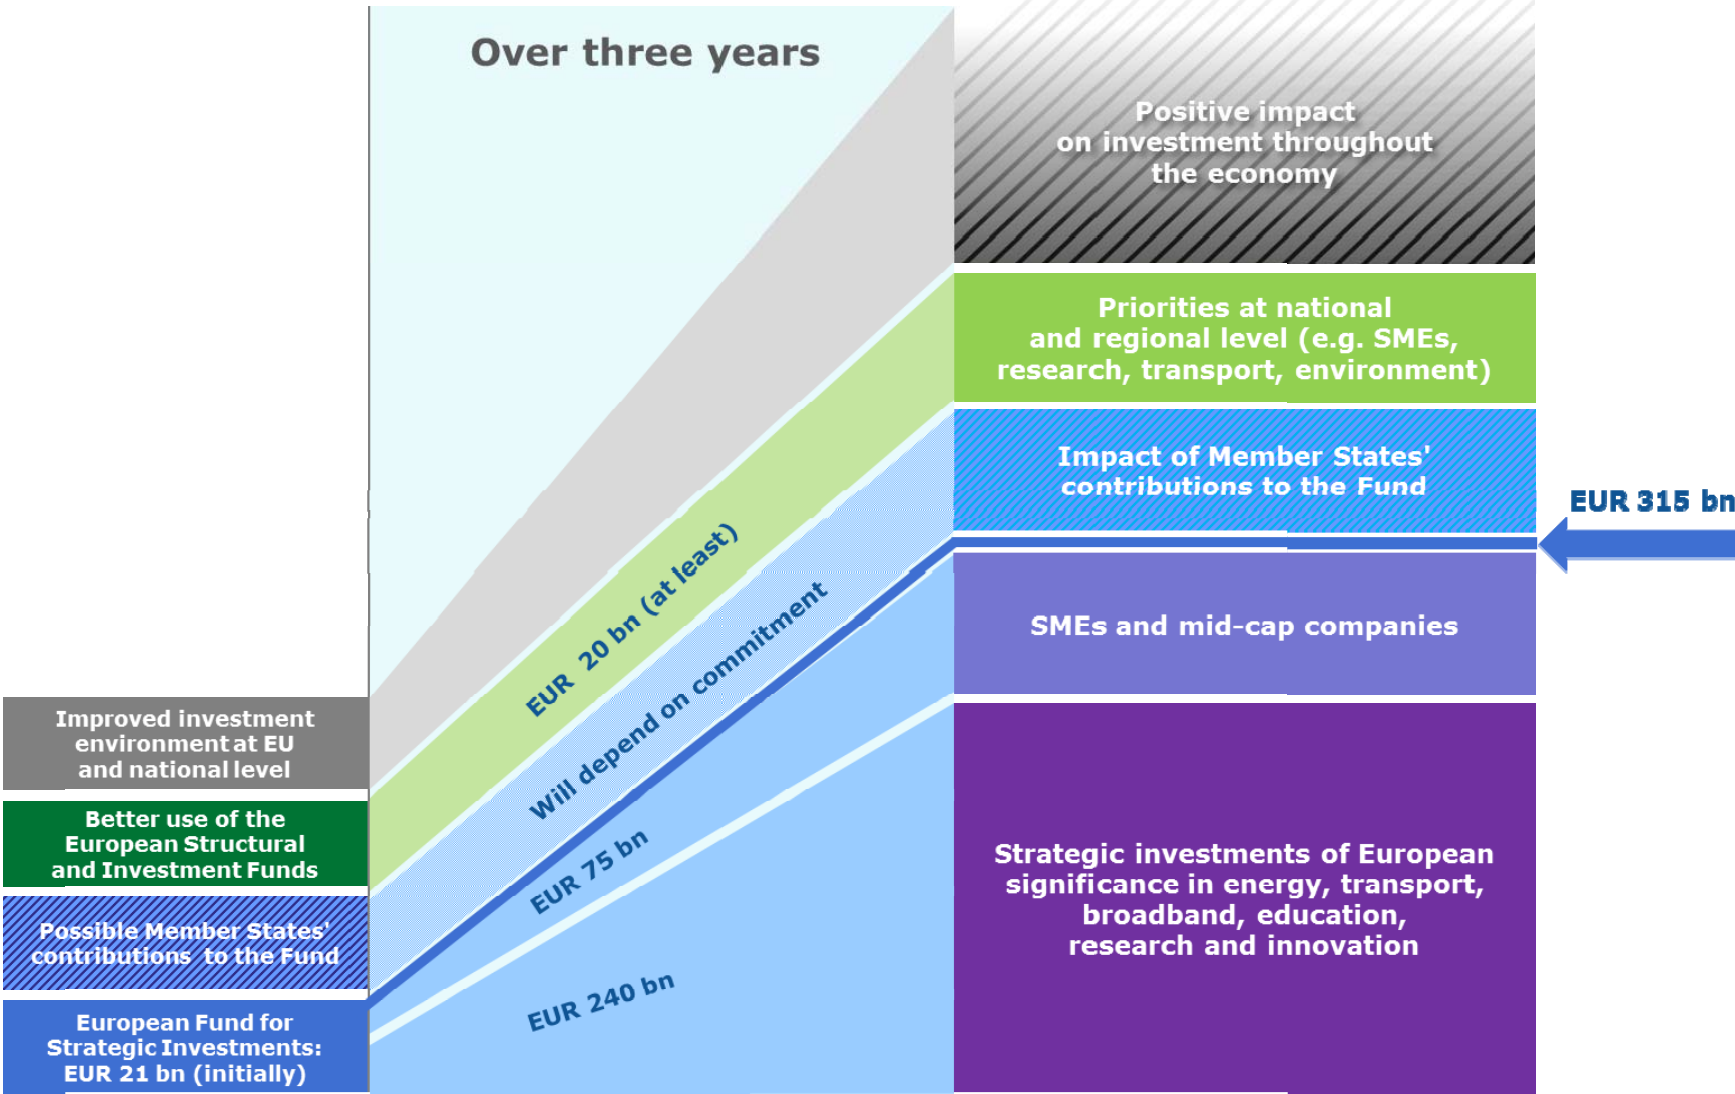 Over three years
Positive impact
on investment throughout
the economy
Priorities at national
and regional level (e.g. SMEs,
research, transport, environment)
Impact of Member States'
contributions to the Fund
EUR 315 bn
SMEs and mid-cap companies
Strategic investments of European
significance in energy, transport,
broadband, education,
research and innovation
EUR 20 bn (at least)
Will depend on commitment
EUR 75 bn
EUR 240 bn
Improved investment
environment at EU
and national level
Better use of the
European Structural
and Investment Funds
Possible Member States'
contributions to the Fund
European Fund for
Strategic Investments:
EUR 21 bn (initially)